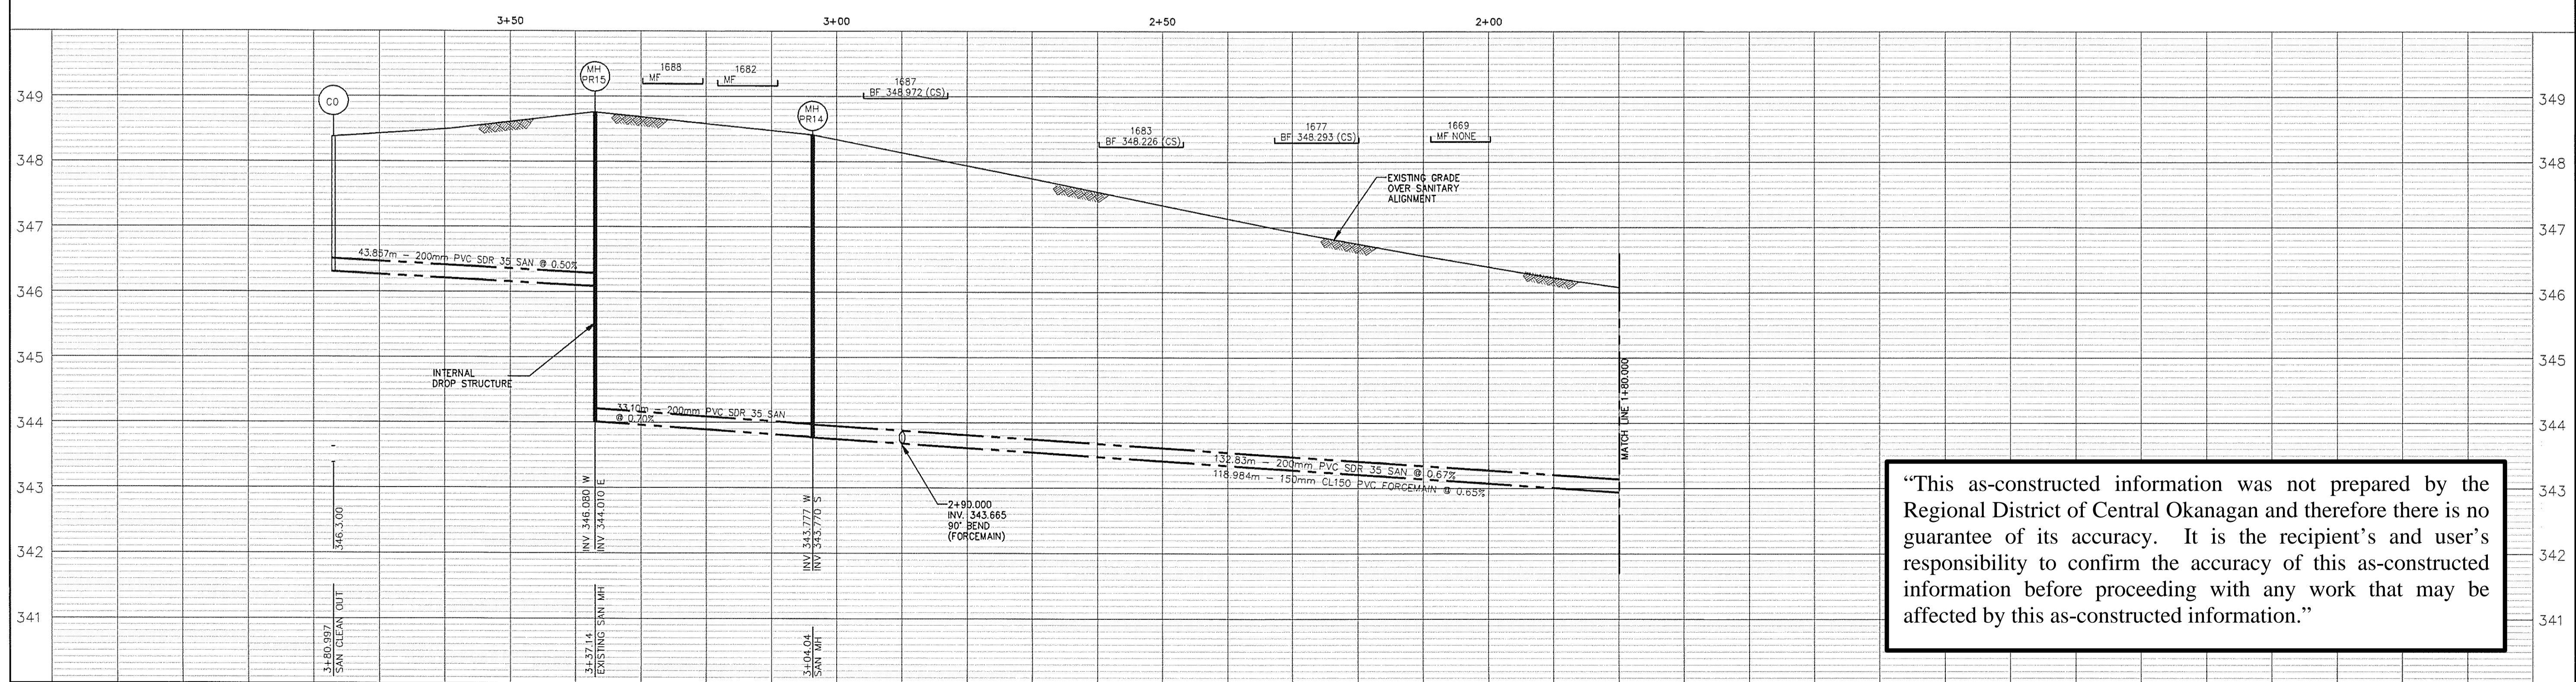 3+50 3+00 2+50 2+00
349 349
348 348
347 347
346 346
345 345
344 344
343 343
342 342
341 341
CO
MH
PR15
1688
MF
1682
MF
MH
PR14
1687
BF 348.972 (CS)
1683
BF 348.226 (CS)
1677
BF 348.293 (CS)
1669
MF NONE
EXISTING GRADE
OVER SANITARY
ALIGNMENT
43.857m - 200mm PVC SDR 35 SAN @ 0.50%
INTERNAL
DROP STRUCTURE
33.10m - 200mm PVC SDR 35 SAN
@ 0.70%
132.83m - 200mm PVC SDR 35 SAN @ 0.67%
118.984m - 150mm CL150 PVC FORCEMAIN @ 0.65%
2+90.000
INV. 343.665
90° BEND
(FORCEMAIN)
MATCH LINE 1+80.000
346.3.00
INV 346.080 W
INV 344.010 E
INV 343.777 W
INV 343.770 S
3+80.997
SAN CLEAN OUT
3+37.14
EXISTING SAN MH
3+04.04
SAN MH
“This as-constructed information was not prepared by the
Regional District of Central Okanagan and therefore there is no
guarantee of its accuracy. It is the recipient’s and user’s
responsibility to confirm the accuracy of this as-constructed
information before proceeding with any work that may be
affected by this as-constructed information.”